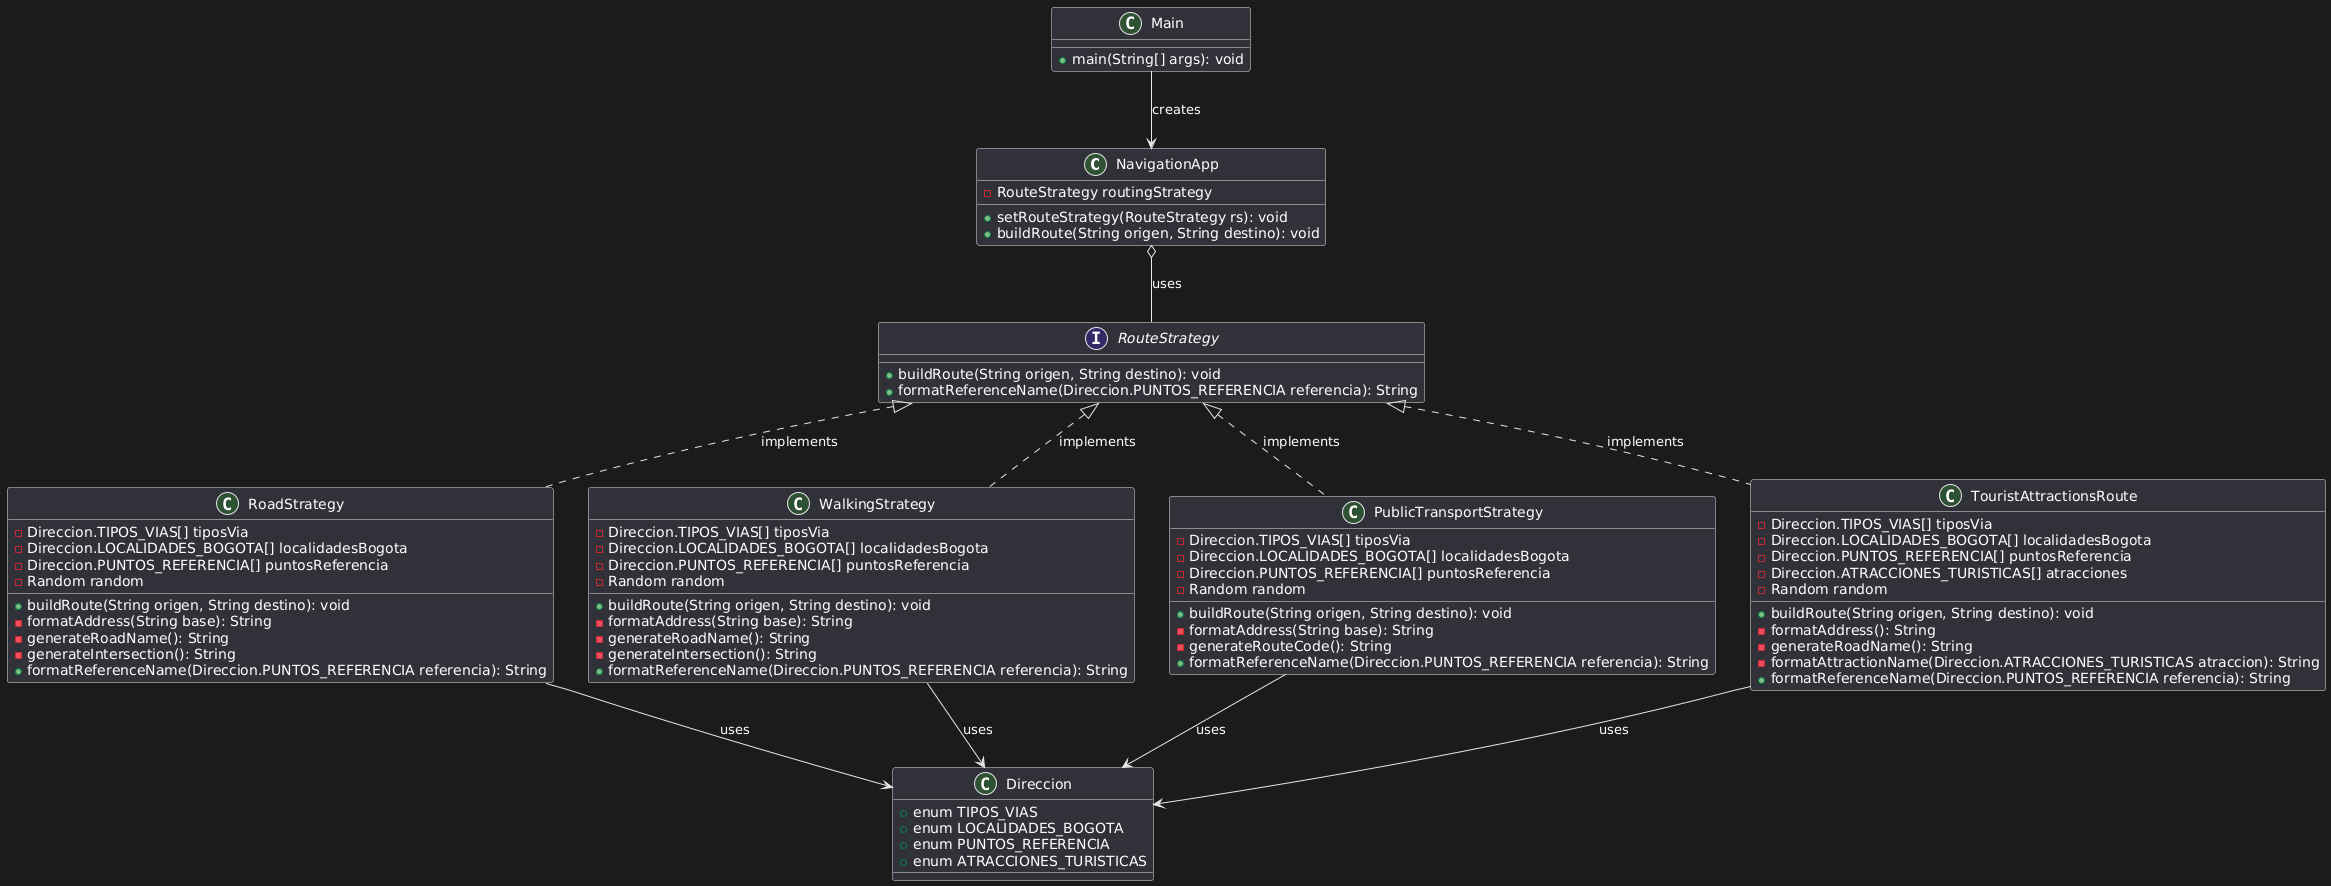 Main
main(String[] args): void
creates
NavigationApp
RouteStrategy routingStrategy
setRouteStrategy(RouteStrategy rs): void
buildRoute(String origen, String destino): void
uses
RouteStrategy
buildRoute(String origen, String destino): void
formatReferenceName(Direccion.PUNTOS_REFERENCIA referencia): String
implements
implements
implements
implements
RoadStrategy
Direccion.TIPOS_VIAS[] tiposVia
Direccion.LOCALIDADES_BOGOTA[] localidadesBogota
Direccion.PUNTOS_REFERENCIA[] puntosReferencia
Random random
buildRoute(String origen, String destino): void
formatAddress(String base): String
generateRoadName(): String
generateIntersection(): String
formatReferenceName(Direccion.PUNTOS_REFERENCIA referencia): String
WalkingStrategy
Direccion.TIPOS_VIAS[] tiposVia
Direccion.LOCALIDADES_BOGOTA[] localidadesBogota
Direccion.PUNTOS_REFERENCIA[] puntosReferencia
Random random
buildRoute(String origen, String destino): void
formatAddress(String base): String
generateRoadName(): String
generateIntersection(): String
formatReferenceName(Direccion.PUNTOS_REFERENCIA referencia): String
PublicTransportStrategy
Direccion.TIPOS_VIAS[] tiposVia
Direccion.LOCALIDADES_BOGOTA[] localidadesBogota
Direccion.PUNTOS_REFERENCIA[] puntosReferencia
Random random
buildRoute(String origen, String destino): void
formatAddress(String base): String
generateRouteCode(): String
formatReferenceName(Direccion.PUNTOS_REFERENCIA referencia): String
TouristAttractionsRoute
Direccion.TIPOS_VIAS[] tiposVia
Direccion.LOCALIDADES_BOGOTA[] localidadesBogota
Direccion.PUNTOS_REFERENCIA[] puntosReferencia
Direccion.ATRACCIONES_TURISTICAS[] atracciones
Random random
buildRoute(String origen, String destino): void
formatAddress(): String
generateRoadName(): String
formatAttractionName(Direccion.ATRACCIONES_TURISTICAS atraccion): String
formatReferenceName(Direccion.PUNTOS_REFERENCIA referencia): String
uses
uses
uses
uses
Direccion
enum TIPOS_VIAS
enum LOCALIDADES_BOGOTA
enum PUNTOS_REFERENCIA
enum ATRACCIONES_TURISTICAS